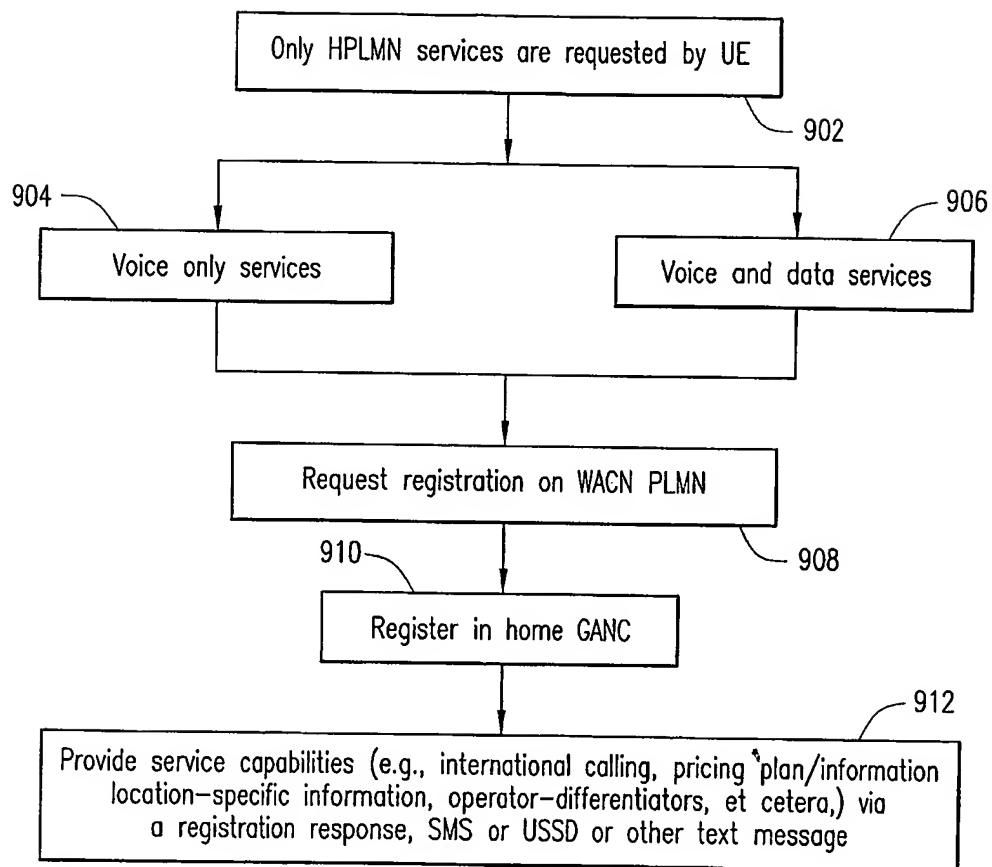 Only HPLMN services are requested by UE
902
904
906
Voice only services
Voice and data services
Request registration on WACN PLMN
908
910
Register in home GANC
912
Provide service capabilities (e.g., international calling, pricing plan/information
location-specific information, operator-differentiators, et cetera,) via
a registration response, SMS or USSD or other text message